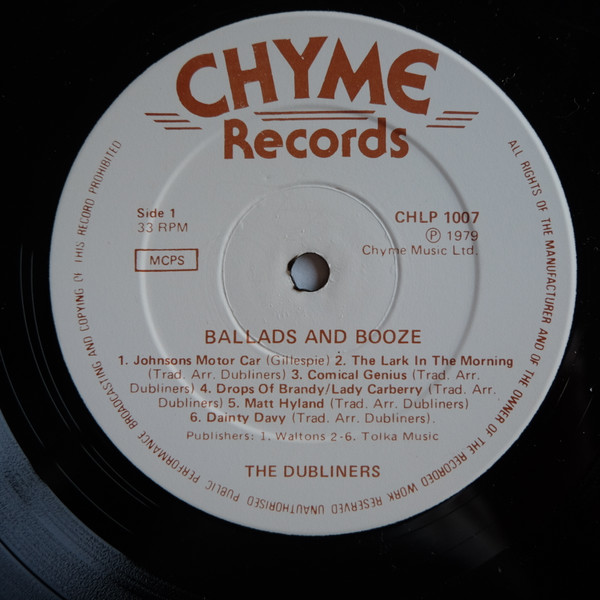 CHYME
Records
Side 1
33 RPM
MCPS
CHLP 1007
Ⓟ 1979
Chyme Music Ltd.
BALLADS AND BOOZE
1. Johnsons Motor Car (Gillespie) 2. The Lark In The Morning
(Trad. Arr. Dubliners) 3. Comical Genius (Trad. Arr.
Dubliners) 4. Drops Of Brandy/Lady Carberry (Trad. Arr.
Dubliners) 5. Matt Hyland (Trad. Arr. Dubliners)
6. Dainty Davy (Trad. Arr. Dubliners).
Publishers: 1. Waltons 2-6. Tolka Music
THE DUBLINERS
ALL RIGHTS OF THE MANUFACTURER AND OF THE OWNER OF THE RECORDED WORK RESERVED UNAUTHORISED PUBLIC PERFORMANCE BROADCASTING AND COPYING OF THIS RECORD PROHIBITED